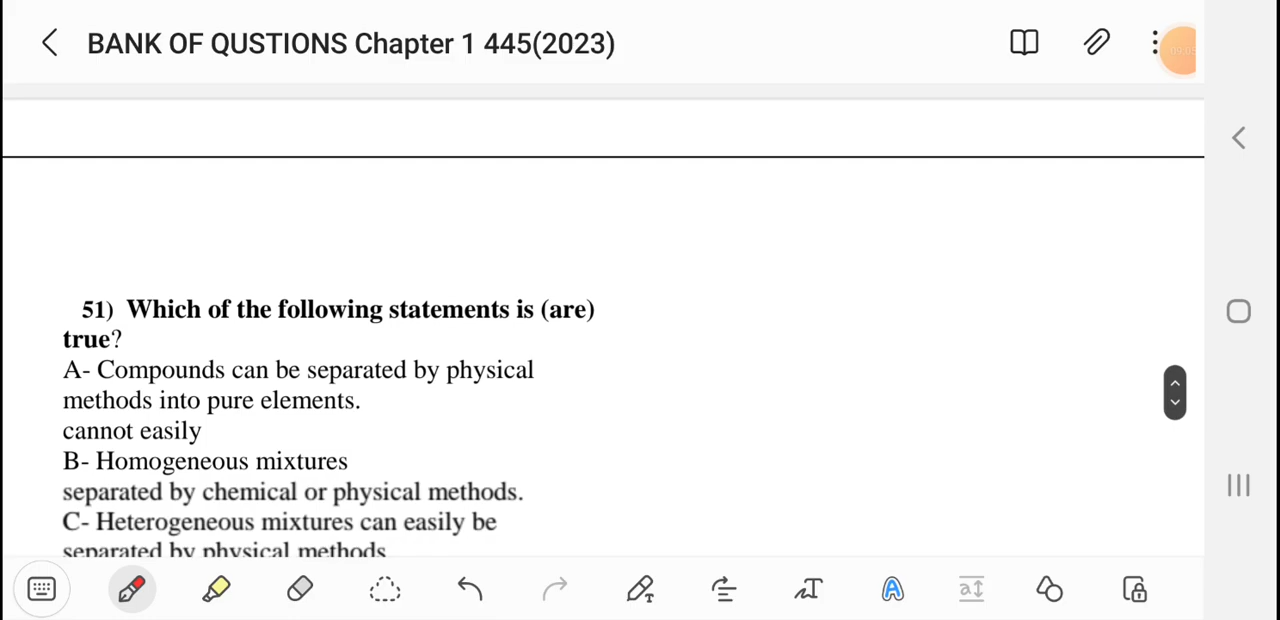 BANK OF QUSTIONS Chapter 1 445(2023)
09:05
51) Which of the following statements is (are)
true?
A- Compounds can be separated by physical
methods into pure elements.
cannot easily
B- Homogeneous mixtures
separated by chemical or physical methods.
C- Heterogeneous mixtures can easily be
separated by physical methods